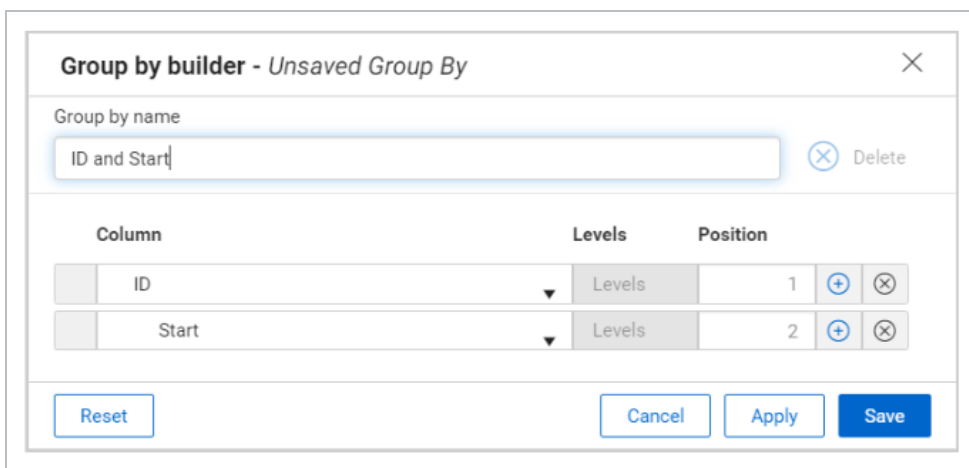 Group by builder - Unsaved Group By
Group by name
ID and Start
Delete
Column Levels Position
ID Levels 1
Start Levels 2
Reset Cancel Apply Save